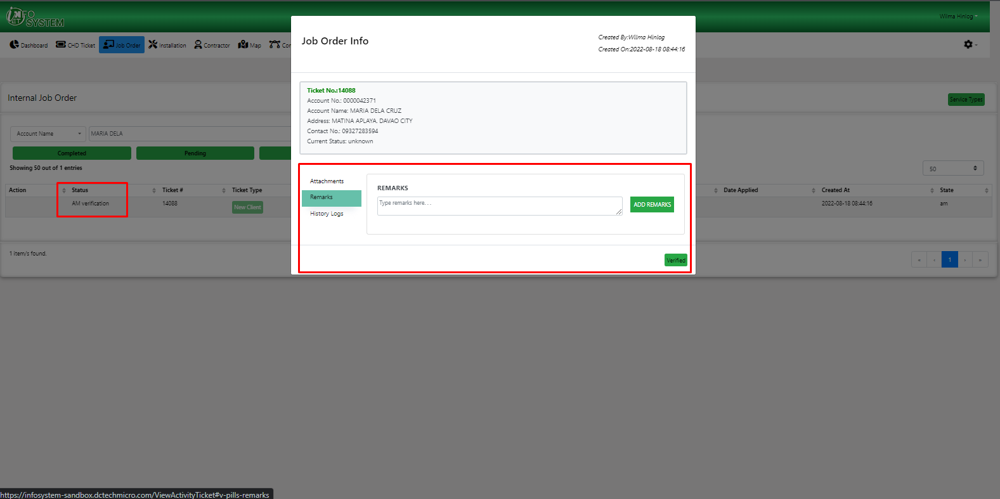 iNET FO
SYSTEM
Wilma Hinlog
Dashboard
CHD Ticket
Job Order
Installation
Contractor
Map
Cor
Internal Job Order
Service Types
Account Name
MARIA DELA
Completed
Pending
Showing 50 out of 1 entries
50
Action
Status
Ticket #
Ticket Type
Date Applied
Created At
State
AM verification
14088
New Client
2022-08-18 08:44:16
am
1 item/s found.
«
‹
1
›
»
Job Order Info
Created By:Wilma Hinlog
Created On:2022-08-18 08:44:16
Ticket No.:14088
Account No.: 0000042371
Account Name: MARIA DELA CRUZ
Address: MATINA APLAYA. DAVAO CITY
Contact No.: 09327283594
Current Status: unknown
Attachments
Remarks
History Logs
REMARKS
Type remarks here. . .
ADD REMARKS
Verified
https://infosystem-sandbox.dctechmicro.com/ViewActivityTicket#v-pills-remarks